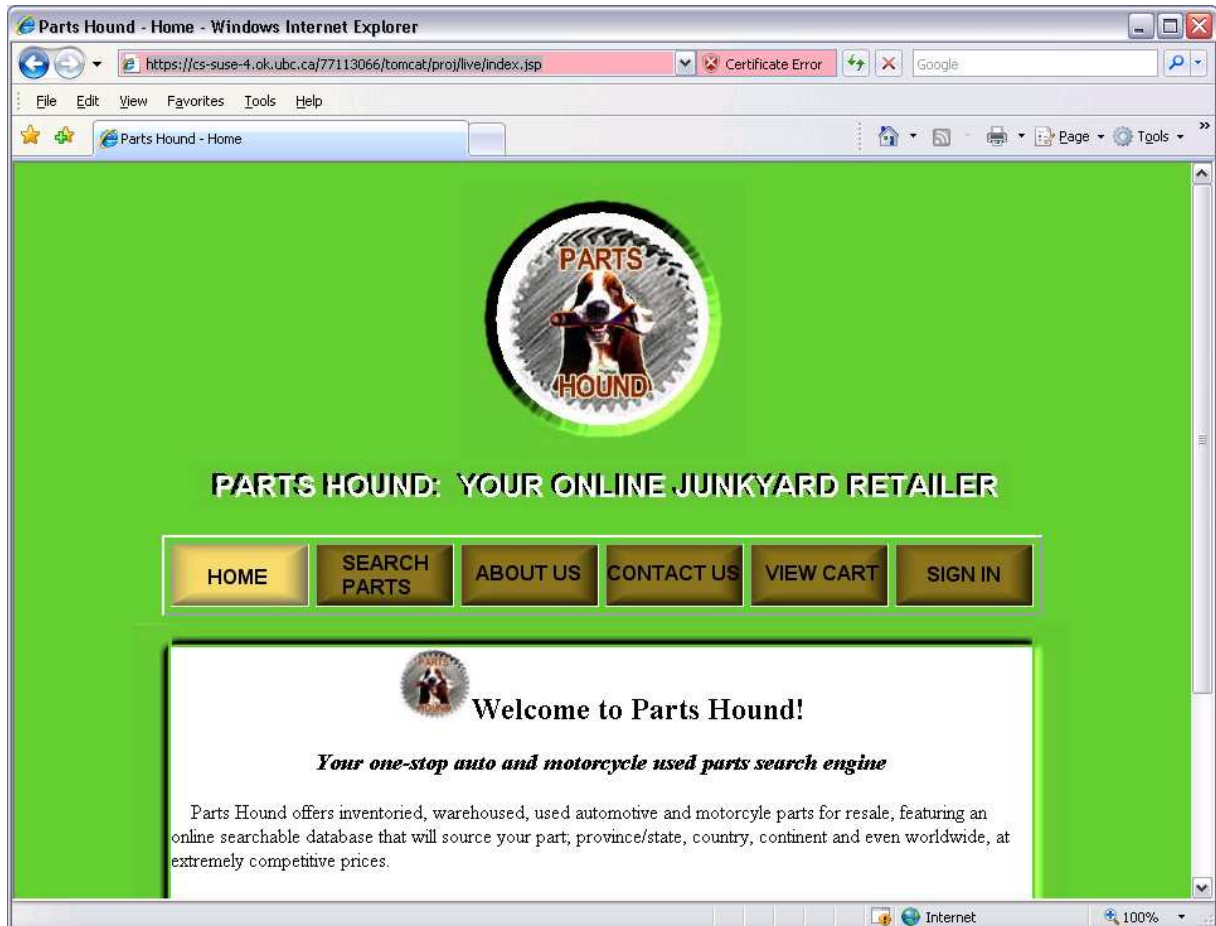 Parts Hound - Home - Windows Internet Explorer
https://cs-suse-4.ok.ubc.ca/77113066/tomcat/proj/live/index.jsp
Certificate Error
Google
File Edit View Favorites Tools Help
Parts Hound - Home
Page
Tools
»
PARTS
HOUND
PARTS HOUND: YOUR ONLINE JUNKYARD RETAILER
HOME
SEARCH
PARTS
ABOUT US
CONTACT US
VIEW CART
SIGN IN
PARTS
HOUND
Welcome to Parts Hound!
Your one-stop auto and motorcycle used parts search engine
Parts Hound offers inventoried, warehoused, used automotive and motorcyle parts for resale, featuring an
online searchable database that will source your part; province/state, country, continent and even worldwide, at
extremely competitive prices.
Internet
100%